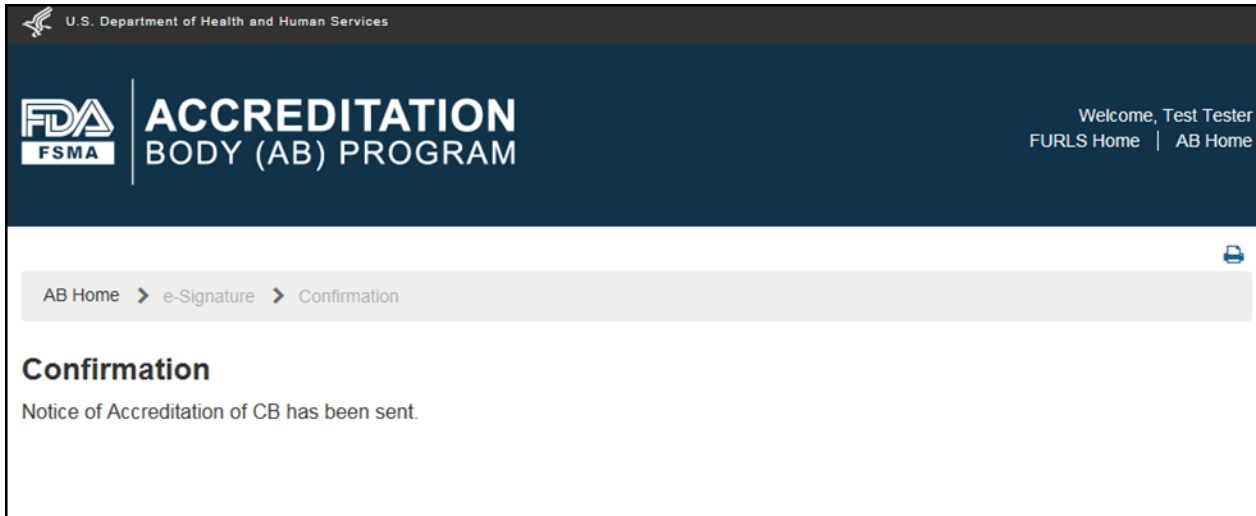 U.S. Department of Health and Human Services
FDA
FSMA
ACCREDITATION
BODY (AB) PROGRAM
Welcome, Test Tester
FURLS Home | AB Home
AB Home > e-Signature > Confirmation
Confirmation
Notice of Accreditation of CB has been sent.